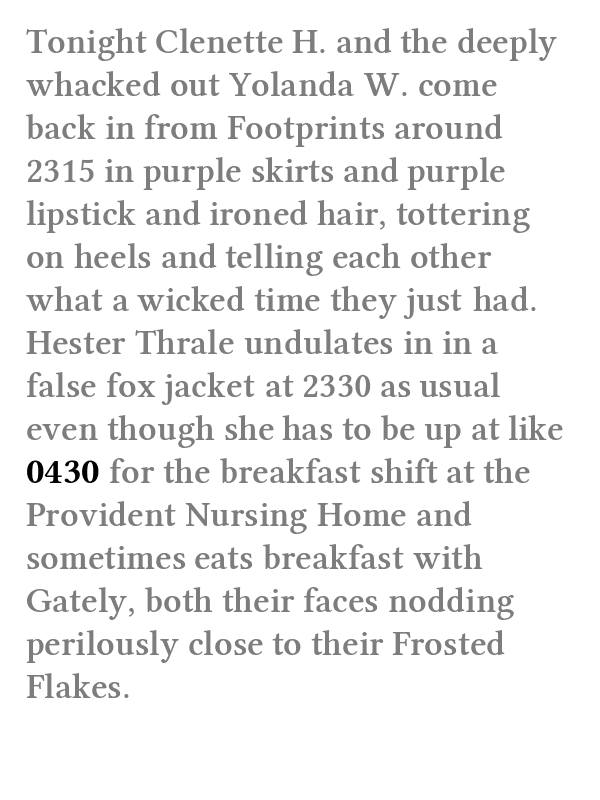 Tonight Clenette H. and the deeply
whacked out Yolanda W. come
back in from Footprints around
2315 in purple skirts and purple
lipstick and ironed hair, tottering
on heels and telling each other
what a wicked time they just had.
Hester Thrale undulates in in a
false fox jacket at 2330 as usual
even though she has to be up at like
0430 for the breakfast shift at the
Provident Nursing Home and
sometimes eats breakfast with
Gately, both their faces nodding
perilously close to their Frosted
Flakes.